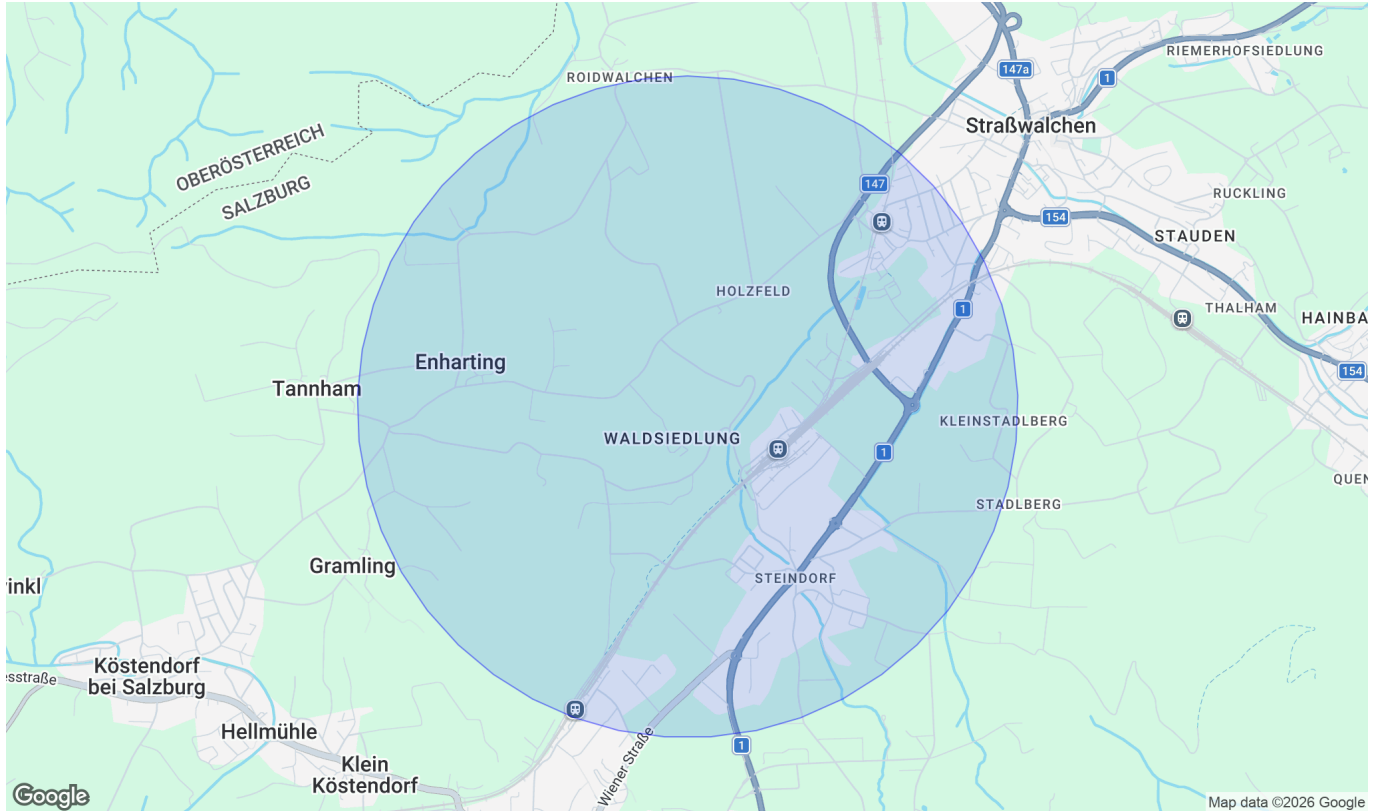 ROIDWALCHEN
RIEMERHOFSIEDLUNG
147a
1
Straßwalchen
OBERÖSTERREICH
SALZBURG
147
RUCKLING
154
STAUDEN
HOLZFELD
1
THALHAM
HAINBA
Enharting
154
Tannham
KLEINSTADLBERG
WALDSIEDLUNG
1
QUEN
STADLBERG
Gramling
STEINDORF
inkl
Köstendorf
bei Salzburg
esstraße
Hellmühle
1
Wiener Straße
Klein
Köstendorf
Google
Map data ©2026 Google